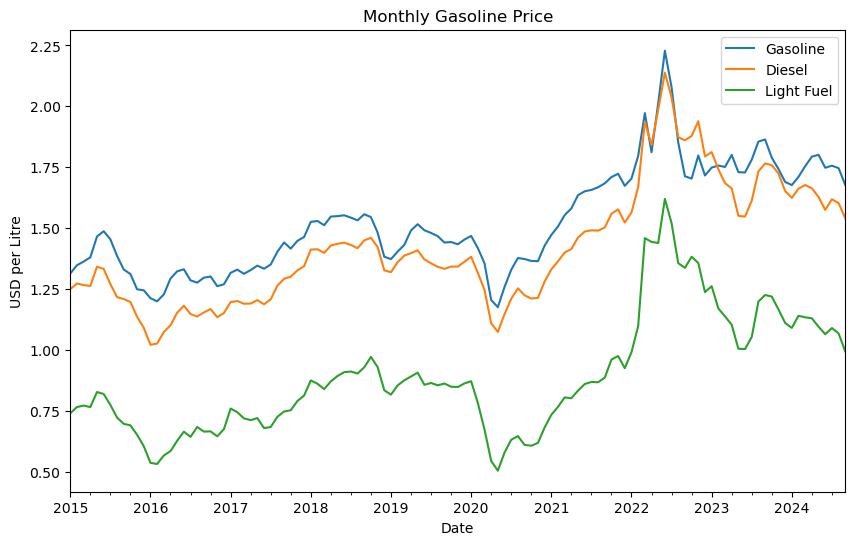 Monthly Gasoline Price
USD per Litre
2.25
2.00
1.75
1.50
1.25
1.00
0.75
0.50
Gasoline
Diesel
Light Fuel
2015 2016 2017 2018 2019 2020 2021 2022 2023 2024
Date